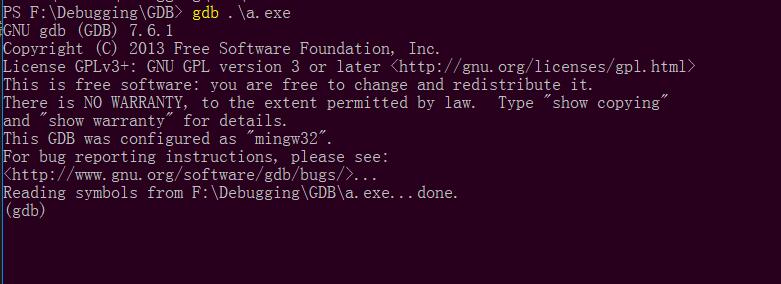 PS F:\Debugging\GDB> gdb .\a.exe
GNU gdb (GDB) 7.6.1
Copyright (C) 2013 Free Software Foundation, Inc.
License GPLv3+: GNU GPL version 3 or later <http://gnu.org/licenses/gpl.html>
This is free software: you are free to change and redistribute it.
There is NO WARRANTY, to the extent permitted by law.  Type "show copying"
and "show warranty" for details.
This GDB was configured as "mingw32".
For bug reporting instructions, please see:
<http://www.gnu.org/software/gdb/bugs/>...
Reading symbols from F:\Debugging\GDB\a.exe...done.
(gdb)